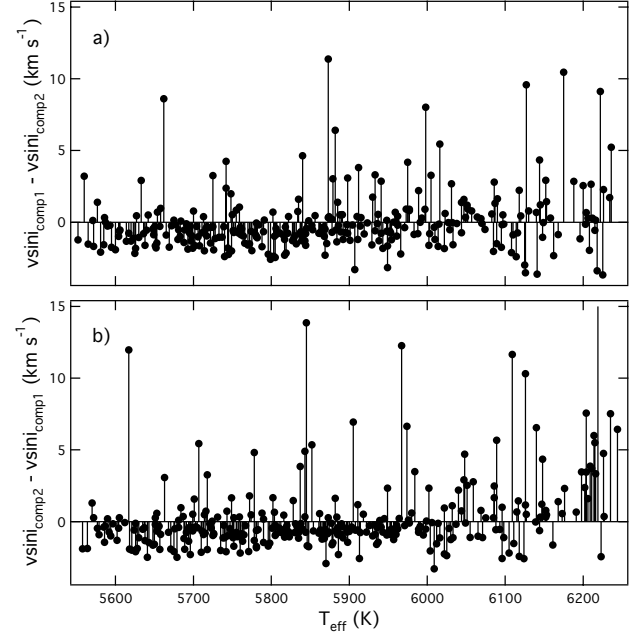 15
a)
10
5
0
vsini_comp1 - vsini_comp2 (km s⁻¹)
15
b)
10
5
0
vsini_comp2 - vsini_comp1 (km s⁻¹)
5600 5700 5800 5900 6000 6100 6200
T_eff (K)